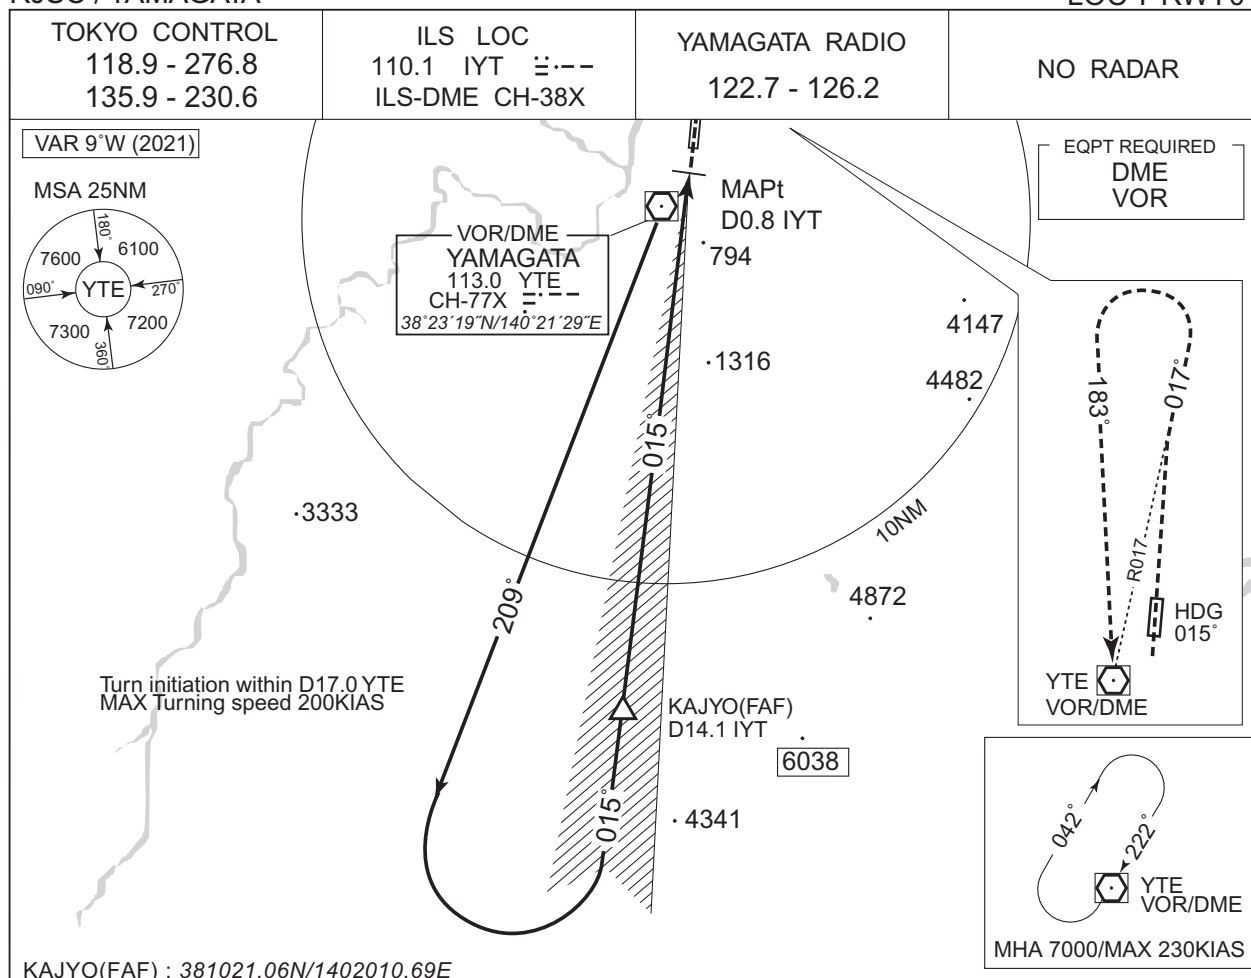 TOKYO CONTROL
118.9 - 276.8
135.9 - 230.6
ILS LOC
110.1 IYT
ILS-DME CH-38X
YAMAGATA RADIO
122.7 - 126.2
NO RADAR
VAR 9°W (2021)
MSA 25NM
180°
7600
6100
090°
YTE
270°
7300
7200
360°
VOR/DME
YAMAGATA
113.0 YTE
CH-77X
38°23´19˝N/140°21´29˝E
MAPt
D0.8 IYT
794
EQPT REQUIRED
DME
VOR
4147
1316
4482
015°
3333
10NM
209°
4872
183°
017°
R017
HDG
015°
YTE
VOR/DME
Turn initiation within D17.0 YTE
MAX Turning speed 200KIAS
KAJYO(FAF)
D14.1 IYT
6038
015°
4341
042°
222°
YTE
VOR/DME
MHA 7000/MAX 230KIAS
KAJYO(FAF) : 381021.06N/1402010.69E